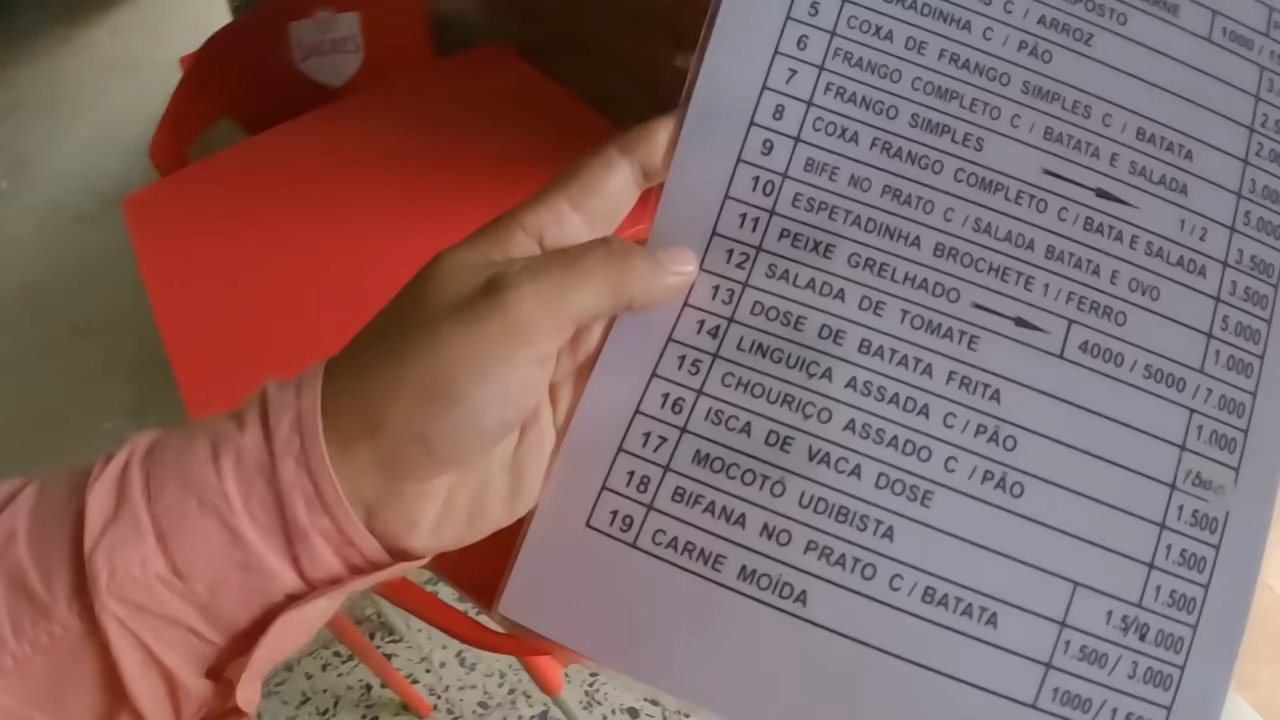 C / ARROZ
C / PÃO
5 COXA DE FRANGO SIMPLES C / BATATA 3.00
6 FRANGO COMPLETO C / BATATA E SALADA 5.000
7 FRANGO SIMPLES 1 / 2 3.500
8 COXA FRANGO COMPLETO C / BATA E SALADA 3.500
9 BIFE NO PRATO C / SALADA BATATA E OVO 5.000
10 ESPETADINHA BROCHETE 1 / FERRO 1.000
11 PEIXE GRELHADO 4000 / 5000 / 7.000
12 SALADA DE TOMATE 1.000
13 DOSE DE BATATA FRITA
14 LINGUIÇA ASSADA C / PÃO 1.500
15 CHOURIÇO ASSADO C / PÃO 1.500
16 ISCA DE VACA DOSE 1.500
17 MOCOTÓ UDIBISTA
18 BIFANA NO PRATO C / BATATA 1.500 / 3.000
19 CARNE MOÍDA 1000 /